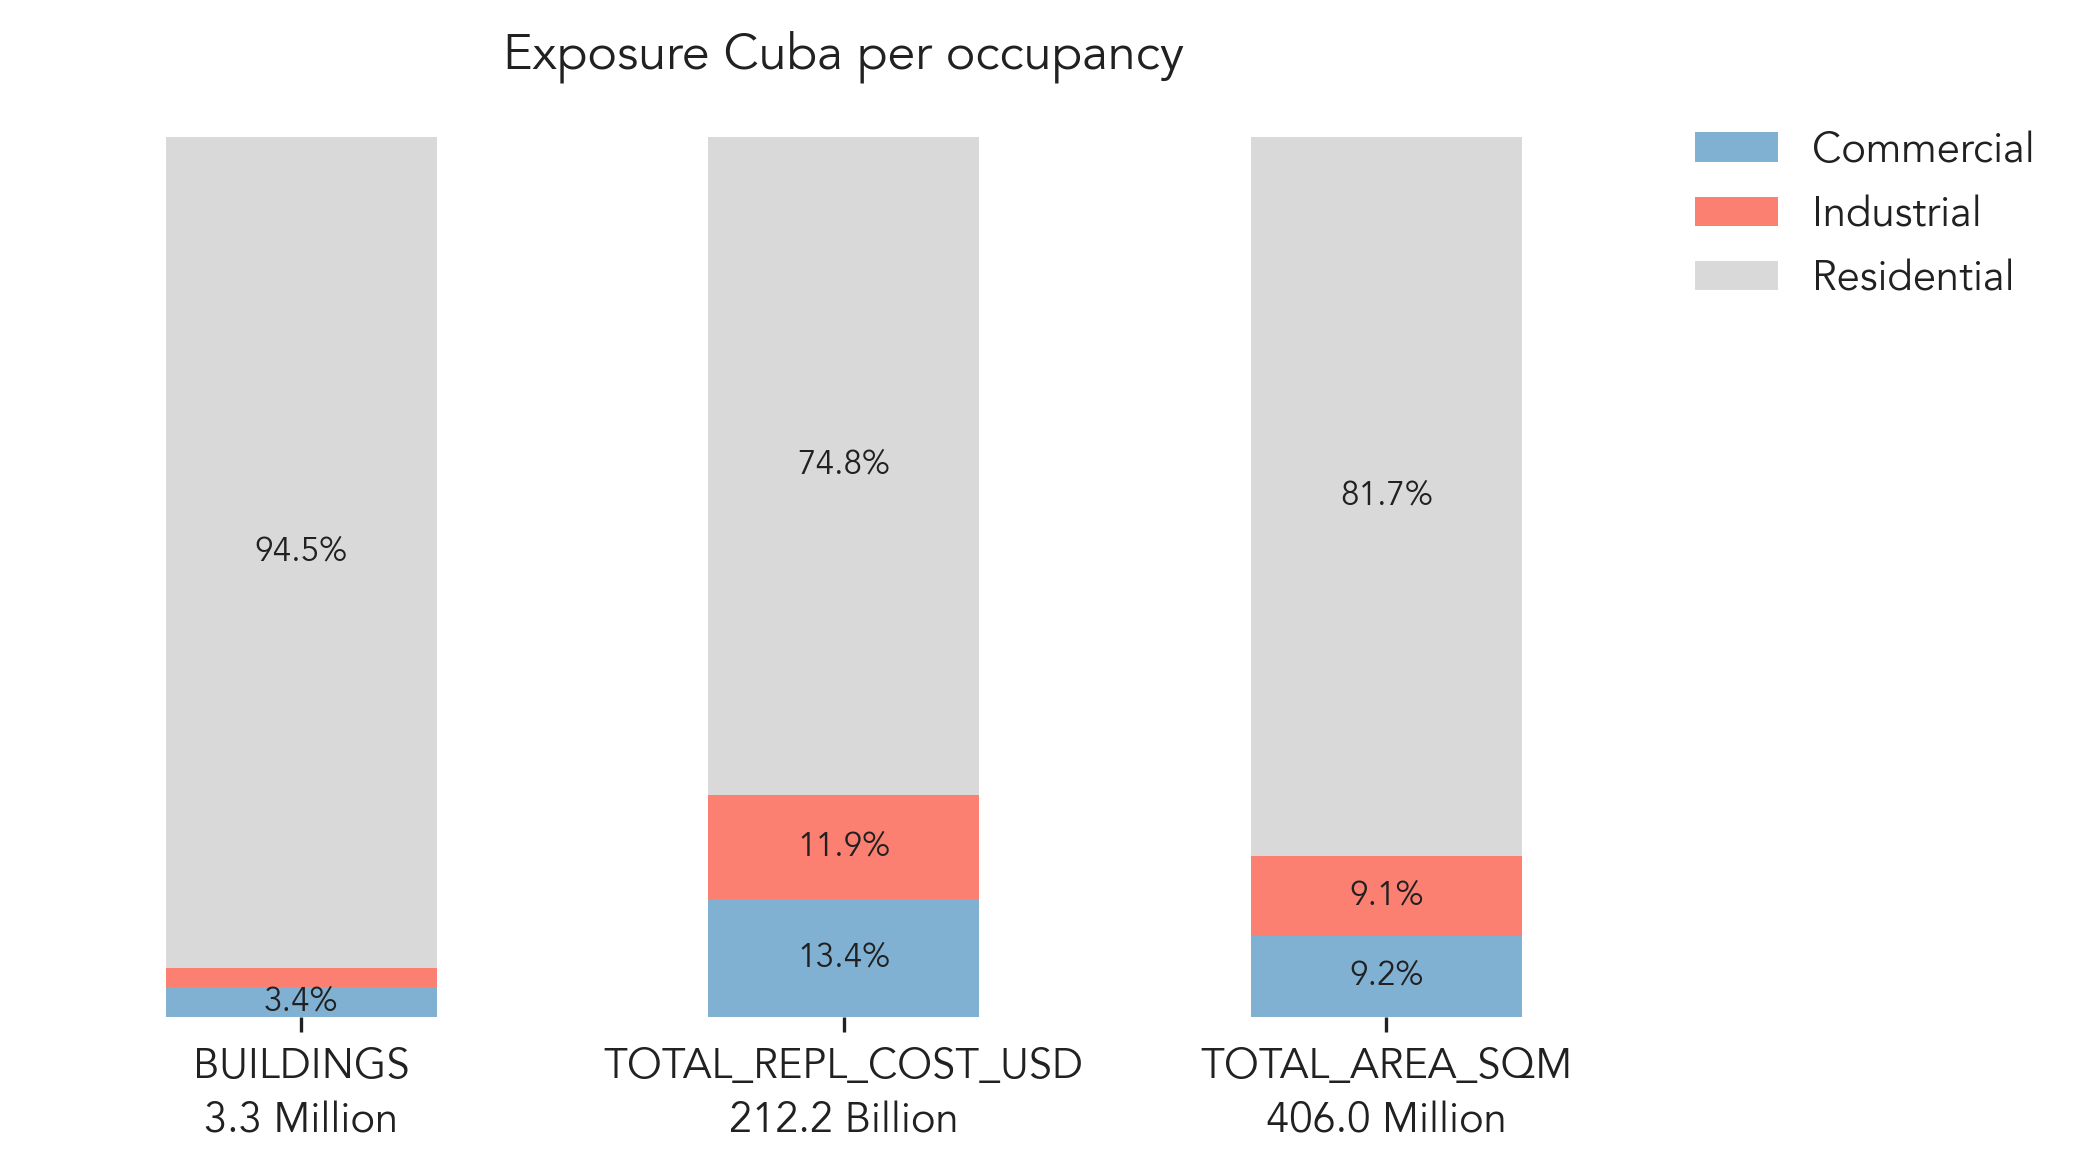 Exposure Cuba per occupancy
Commercial
Industrial
Residential
94.5%
3.4%
74.8%
11.9%
13.4%
81.7%
9.1%
9.2%
BUILDINGS
3.3 Million
TOTAL_REPL_COST_USD
212.2 Billion
TOTAL_AREA_SQM
406.0 Million